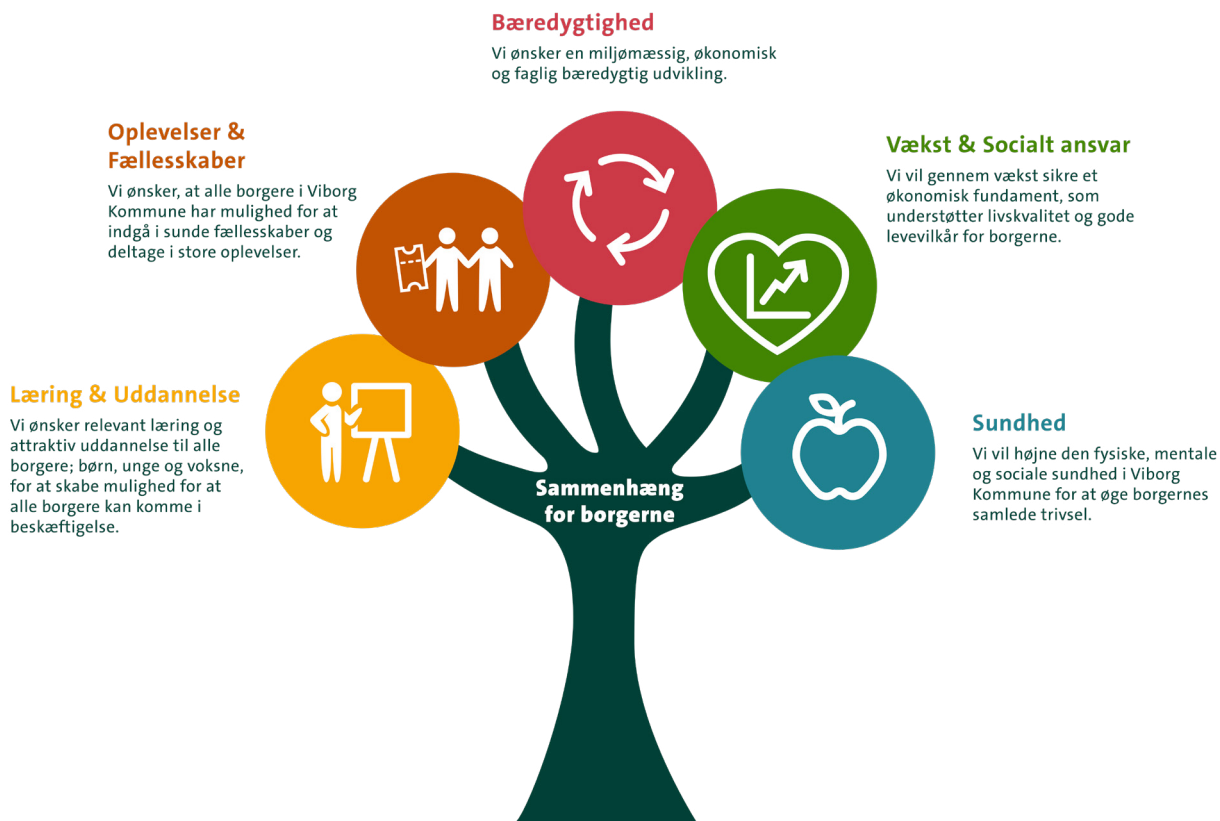 Bæredygtighed
Vi ønsker en miljømæssig, økonomisk
og faglig bæredygtig udvikling.
Oplevelser &
Fællesskaber
Vi ønsker, at alle borgere i Viborg
Kommune har mulighed for at
indgå i sunde fællesskaber og
deltage i store oplevelser.
Vækst & Socialt ansvar
Vi vil gennem vækst sikre et
økonomisk fundament, som
understøtter livskvalitet og gode
levevilkår for borgerne.
Læring & Uddannelse
Vi ønsker relevant læring og
attraktiv uddannelse til alle
borgere; børn, unge og voksne,
for at skabe mulighed for at
alle borgere kan komme i
beskæftigelse.
Sundhed
Vi vil højne den fysiske, mentale
og sociale sundhed i Viborg
Kommune for at øge borgernes
samlede trivsel.
Sammenhæng
for borgerne